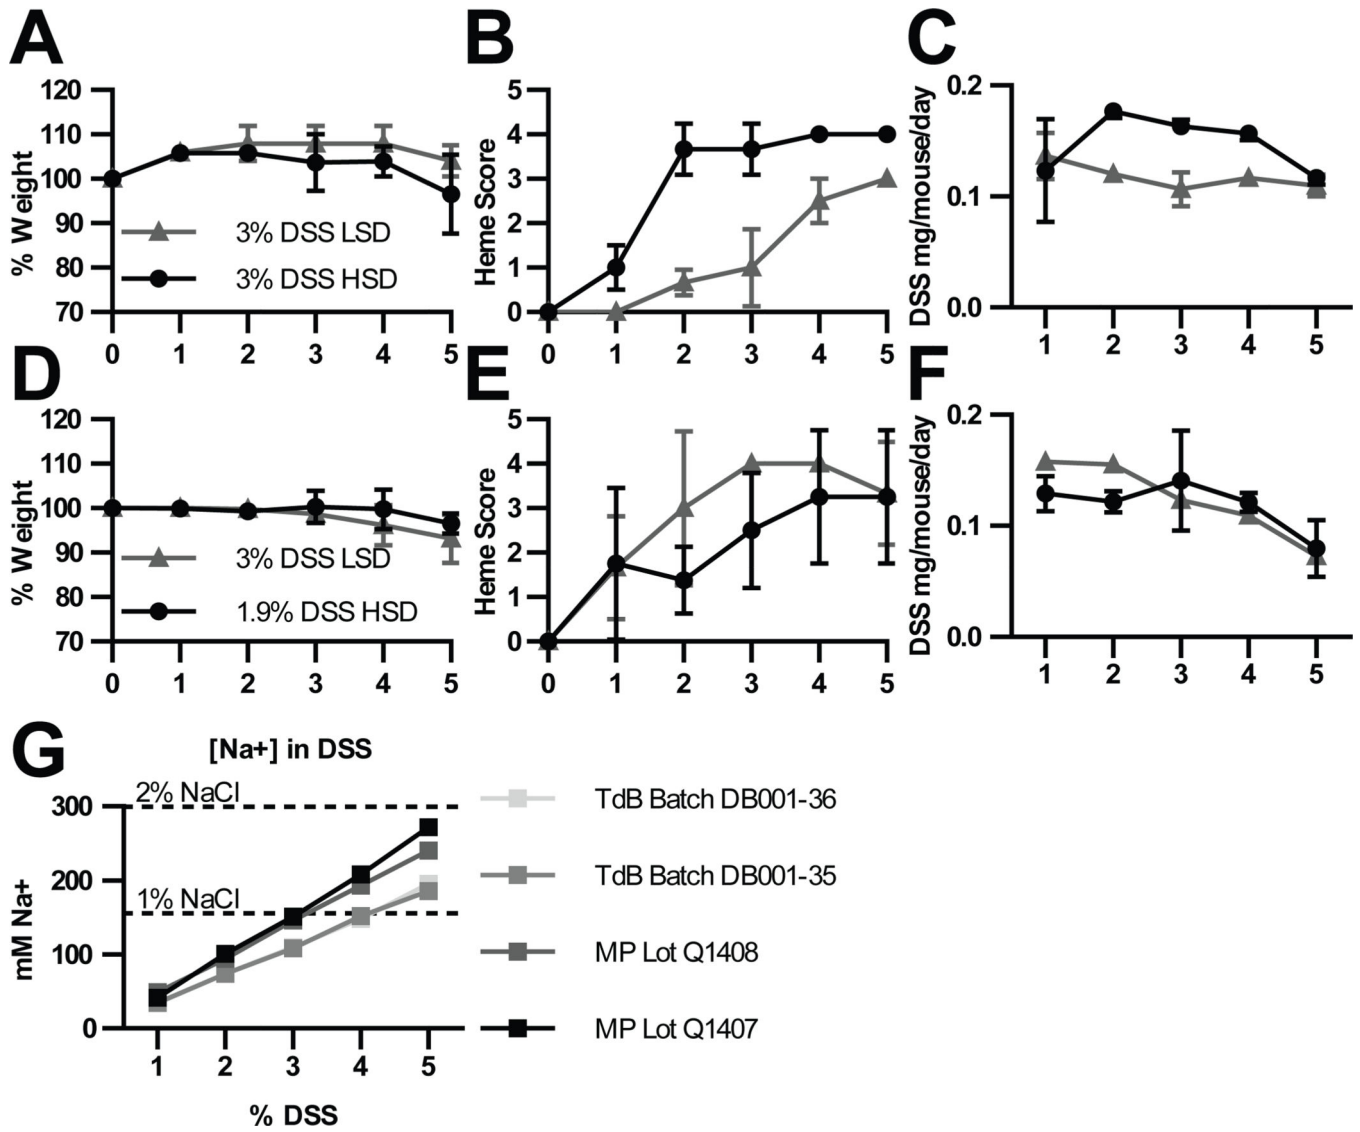 A
% Weight
120
110
100
90
80
70
3% DSS LSD
3% DSS HSD
0 1 2 3 4 5
B
Heme Score
5
4
3
2
1
0
0 1 2 3 4 5
C
DSS mg/mouse/day
0.2
0.1
0.0
1 2 3 4 5
D
% Weight
120
110
100
90
80
70
3% DSS LSD
1.9% DSS HSD
0 1 2 3 4 5
E
Heme Score
5
4
3
2
1
0
0 1 2 3 4 5
F
DSS mg/mouse/day
0.2
0.1
0.0
1 2 3 4 5
G
[Na+] in DSS
mM Na+
300
200
100
0
2% NaCl
1% NaCl
1 2 3 4 5
% DSS
TdB Batch DB001-36
TdB Batch DB001-35
MP Lot Q1408
MP Lot Q1407